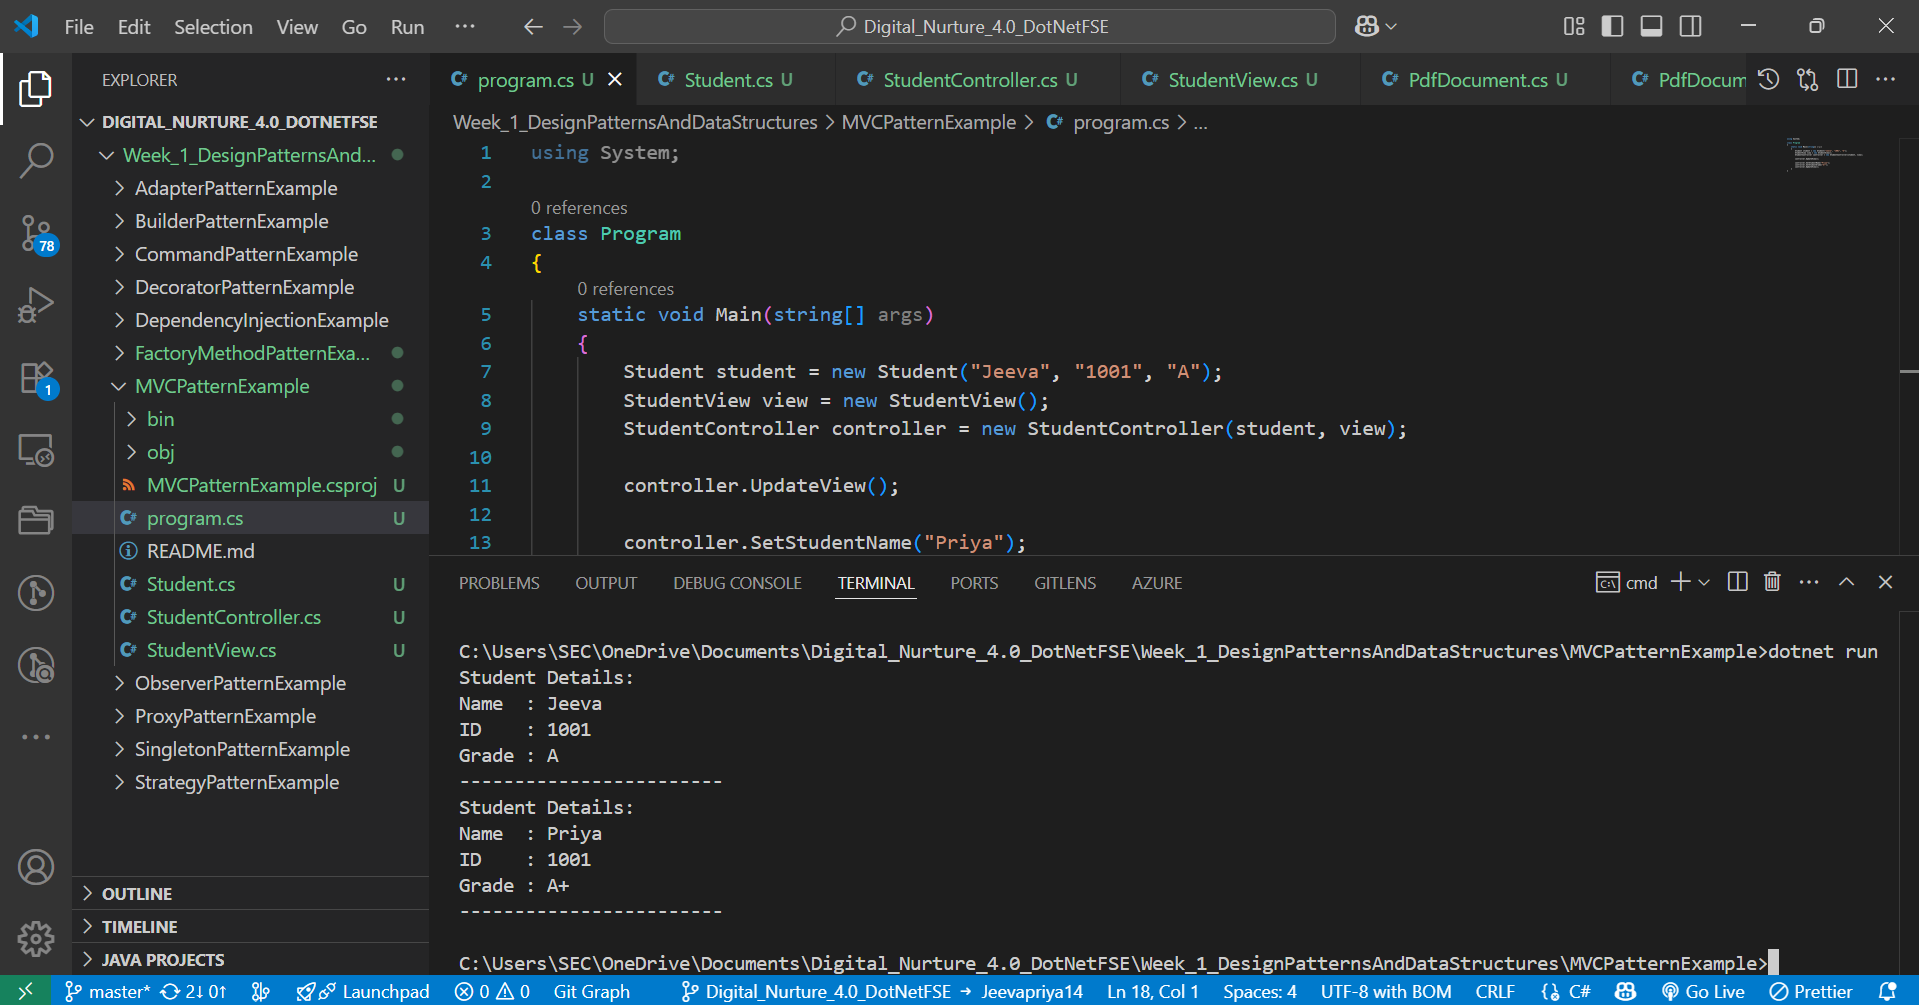 File Edit Selection View Go Run ···
Digital_Nurture_4.0_DotNetFSE
EXPLORER
DIGITAL_NURTURE_4.0_DOTNETFSE
Week_1_DesignPatternsAnd...
AdapterPatternExample
BuilderPatternExample
CommandPatternExample
DecoratorPatternExample
DependencyInjectionExample
FactoryMethodPatternExa...
MVCPatternExample
bin
obj
MVCPatternExample.csproj U
program.cs U
README.md
Student.cs U
StudentController.cs U
StudentView.cs U
ObserverPatternExample
ProxyPatternExample
SingletonPatternExample
StrategyPatternExample
OUTLINE
TIMELINE
JAVA PROJECTS
78
1
program.cs U Student.cs U StudentController.cs U StudentView.cs U PdfDocument.cs U PdfDocum
Week_1_DesignPatternsAndDataStructures > MVCPatternExample > program.cs > ...
1 using System;
2
0 references
3 class Program
4 {
0 references
5 static void Main(string[] args)
6 {
7 Student student = new Student("Jeeva", "1001", "A");
8 StudentView view = new StudentView();
9 StudentController controller = new StudentController(student, view);
10
11 controller.UpdateView();
12
13 controller.SetStudentName("Priya");
PROBLEMS OUTPUT DEBUG CONSOLE TERMINAL PORTS GITLENS AZURE
cmd
C:\Users\SEC\OneDrive\Documents\Digital_Nurture_4.0_DotNetFSE\Week_1_DesignPatternsAndDataStructures\MVCPatternExample>dotnet run
Student Details:
Name  : Jeeva
ID    : 1001
Grade : A
------------------------
Student Details:
Name  : Priya
ID    : 1001
Grade : A+
------------------------
C:\Users\SEC\OneDrive\Documents\Digital_Nurture_4.0_DotNetFSE\Week_1_DesignPatternsAndDataStructures\MVCPatternExample>
master* 2↓ 0↑ Launchpad 0 0 Git Graph Digital_Nurture_4.0_DotNetFSE → Jeevapriya14 Ln 18, Col 1 Spaces: 4 UTF-8 with BOM CRLF {} C# Go Live Prettier